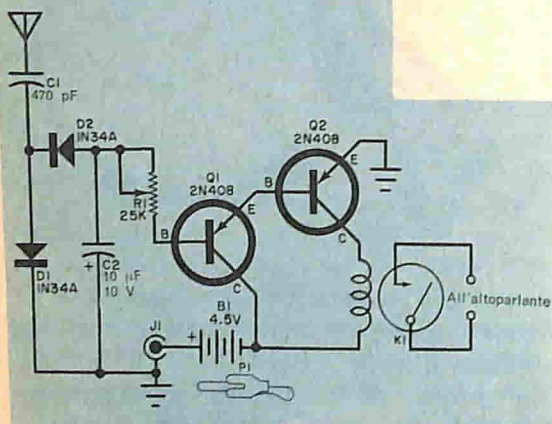 C1
470 pF
D2
1N34A
Q2
2N408
Q1
2N408
B
E
C
R1
25K
B
E
C
D1
1N34A
+
C2
10 µF
10 V
B1
4.5V
J1
+
P1
K1
All'altoparlante